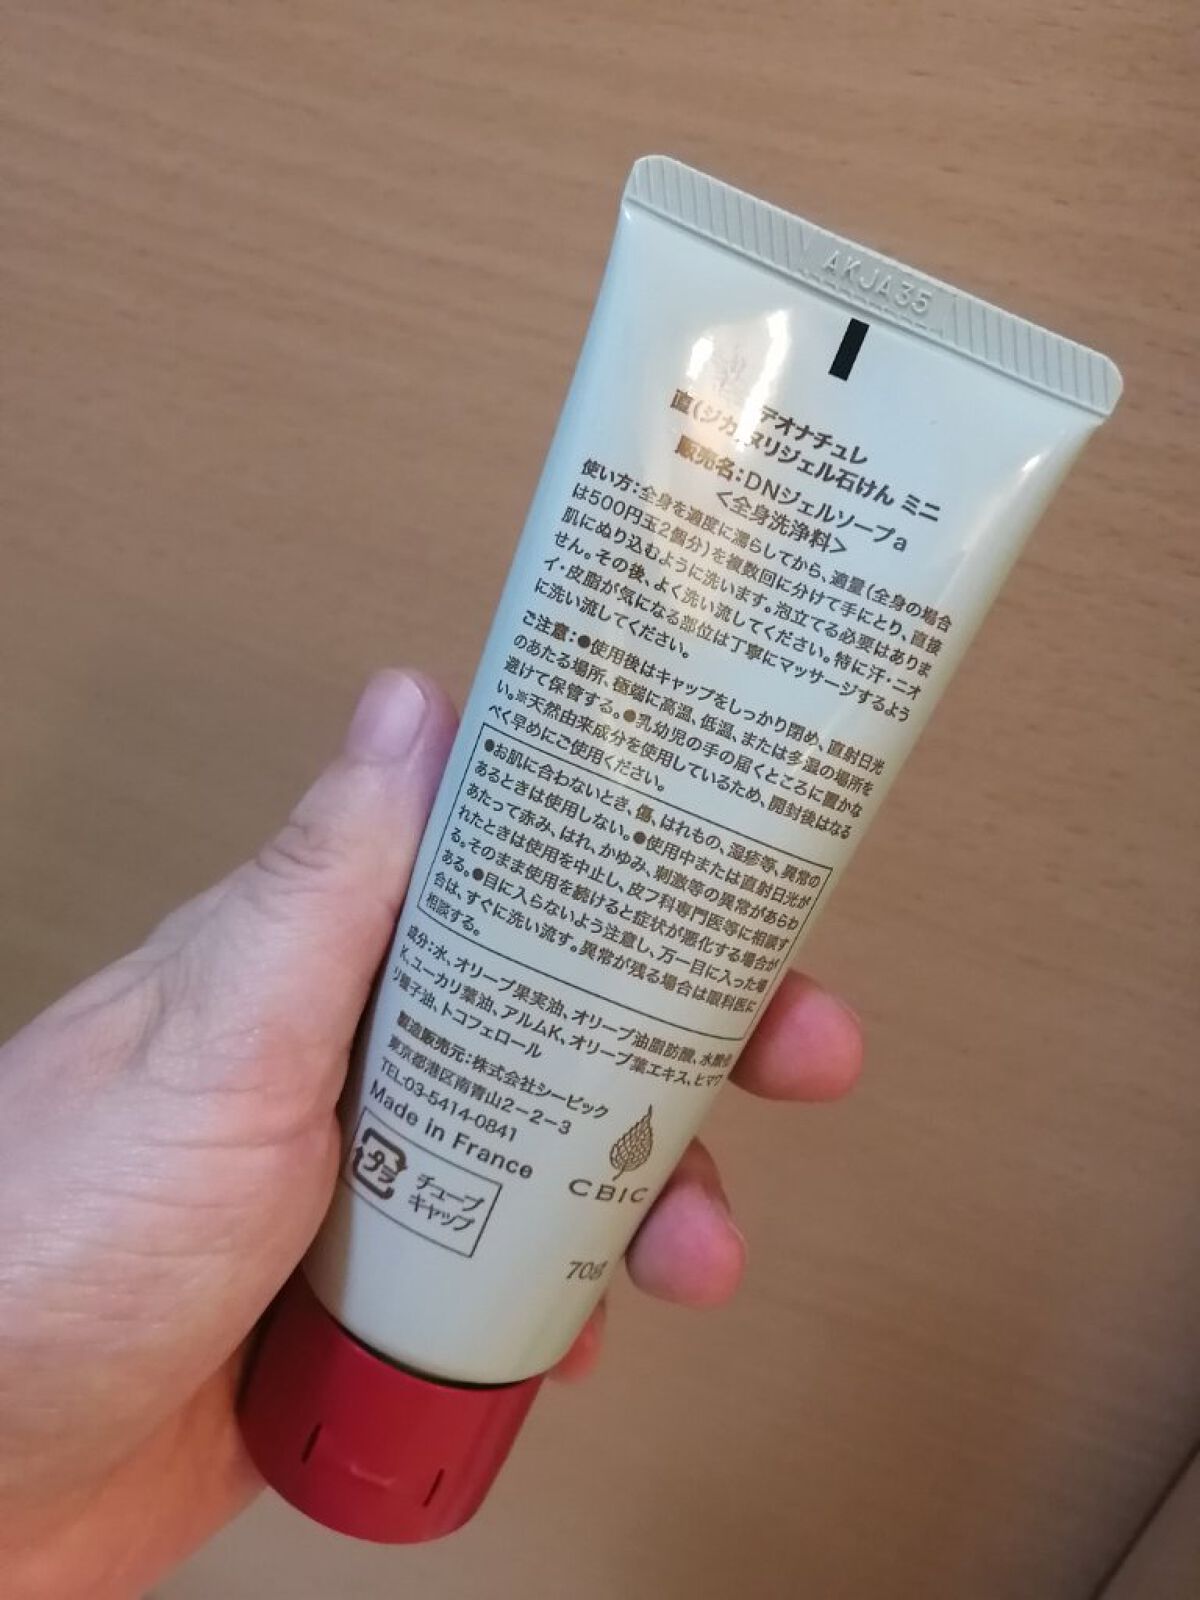 AKJA35
デオナチュレ
直(ジカ)ヌリジェル石けん ミニ
販売名:DNジェルソープa
<全身洗浄料>
使い方:全身を適度に濡らしてから、適量(全身の場合
は500円玉2個分)を複数回に分けて手にとり、直接
肌にぬり込むように洗います。泡立てる必要はありま
せん。その後、よく洗い流してください。特に汗・ニオ
イ・皮脂が気になる部位は丁寧にマッサージするよう
に洗い流してください。
ご注意:●使用後はキャップをしっかり閉め、直射日光
のあたる場所、極端に高温、低温、または多湿の場所を
避けて保管する。●乳幼児の手の届くところに置かな
い。※天然由来成分を使用しているため、開封後はなる
べく早めにご使用ください。
●お肌に合わないとき、傷、はれもの、湿疹等、異常の
あるときは使用しない。●使用中または直射日光が
あたって赤み、はれ、かゆみ、刺激等の異常があらわ
れたときは使用を中止し、皮フ科専門医等に相談す
る。そのまま使用を続けると症状が悪化する場合が
ある。●目に入らないよう注意し、万一目に入った場
合は、すぐに洗い流す。異常が残る場合は眼科医に
相談する。
成分:水、オリーブ果実油、オリーブ油脂肪酸、水酸化
K、ユーカリ葉油、アルムK、オリーブ葉エキス、ヒマワ
リ種子油、トコフェロール
製造販売元:株式会社シービック
東京都港区南青山2-2-3
TEL:03-5414-0841
Made in France
プラ
チューブ
キャップ
CBIC
70g